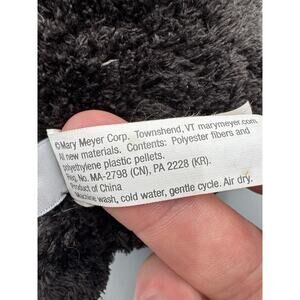 ©Mary Meyer Corp. Townshend, VT marymeyer.com
All new materials. Contents: Polyester fibers and
polyethylene plastic pellets.
Reg. No. MA-2798 (CN), PA 2228 (KR).
Product of China
Machine wash, cold water, gentle cycle. Air dry.